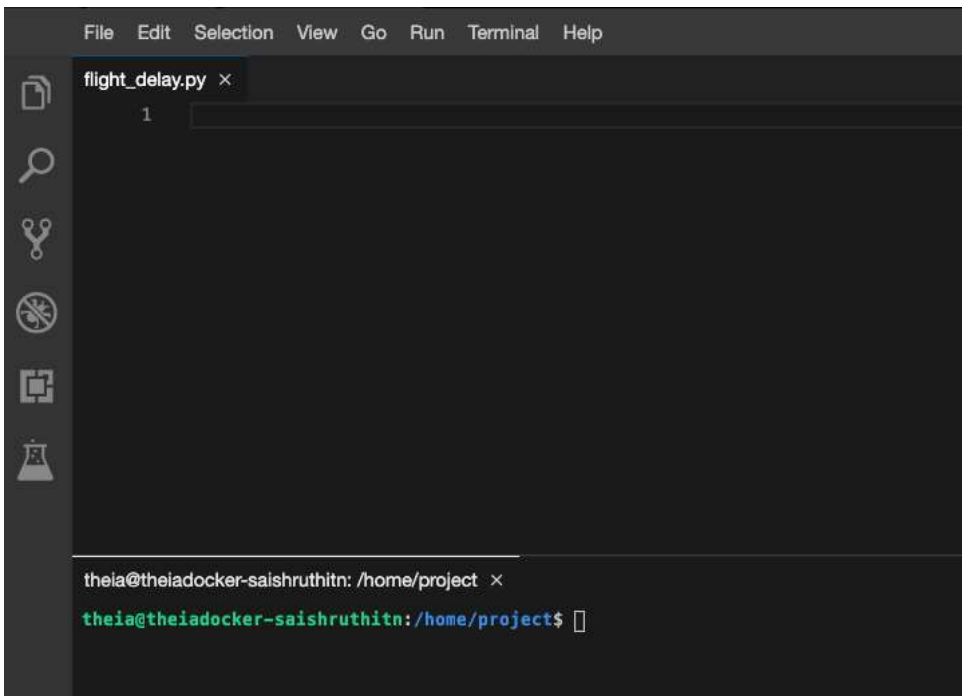 File Edit Selection View Go Run Terminal Help
flight_delay.py ×
1
theia@theiadocker-saishruthitn: /home/project ×
theia@theiadocker-saishruthitn:/home/project$